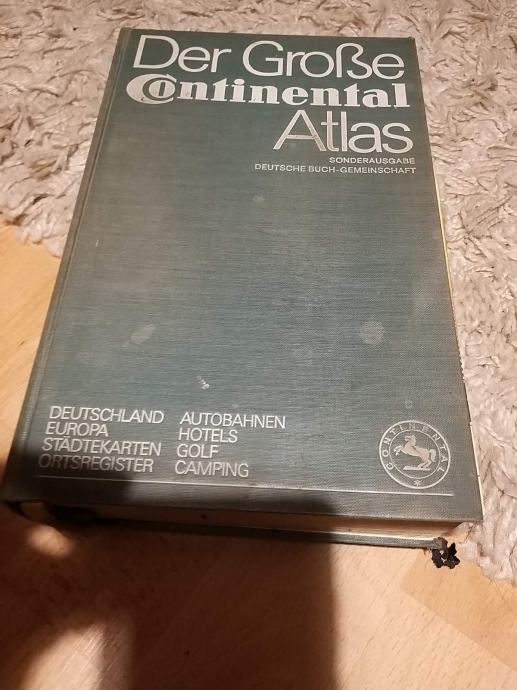 Der Große
Continental
Atlas
SONDERAUSGABE
DEUTSCHE BUCH-GEMEINSCHAFT
DEUTSCHLAND
EUROPA
STÄDTEKARTEN
ORTSREGISTER
AUTOBAHNEN
HOTELS
GOLF
CAMPING
CONTINENTAL